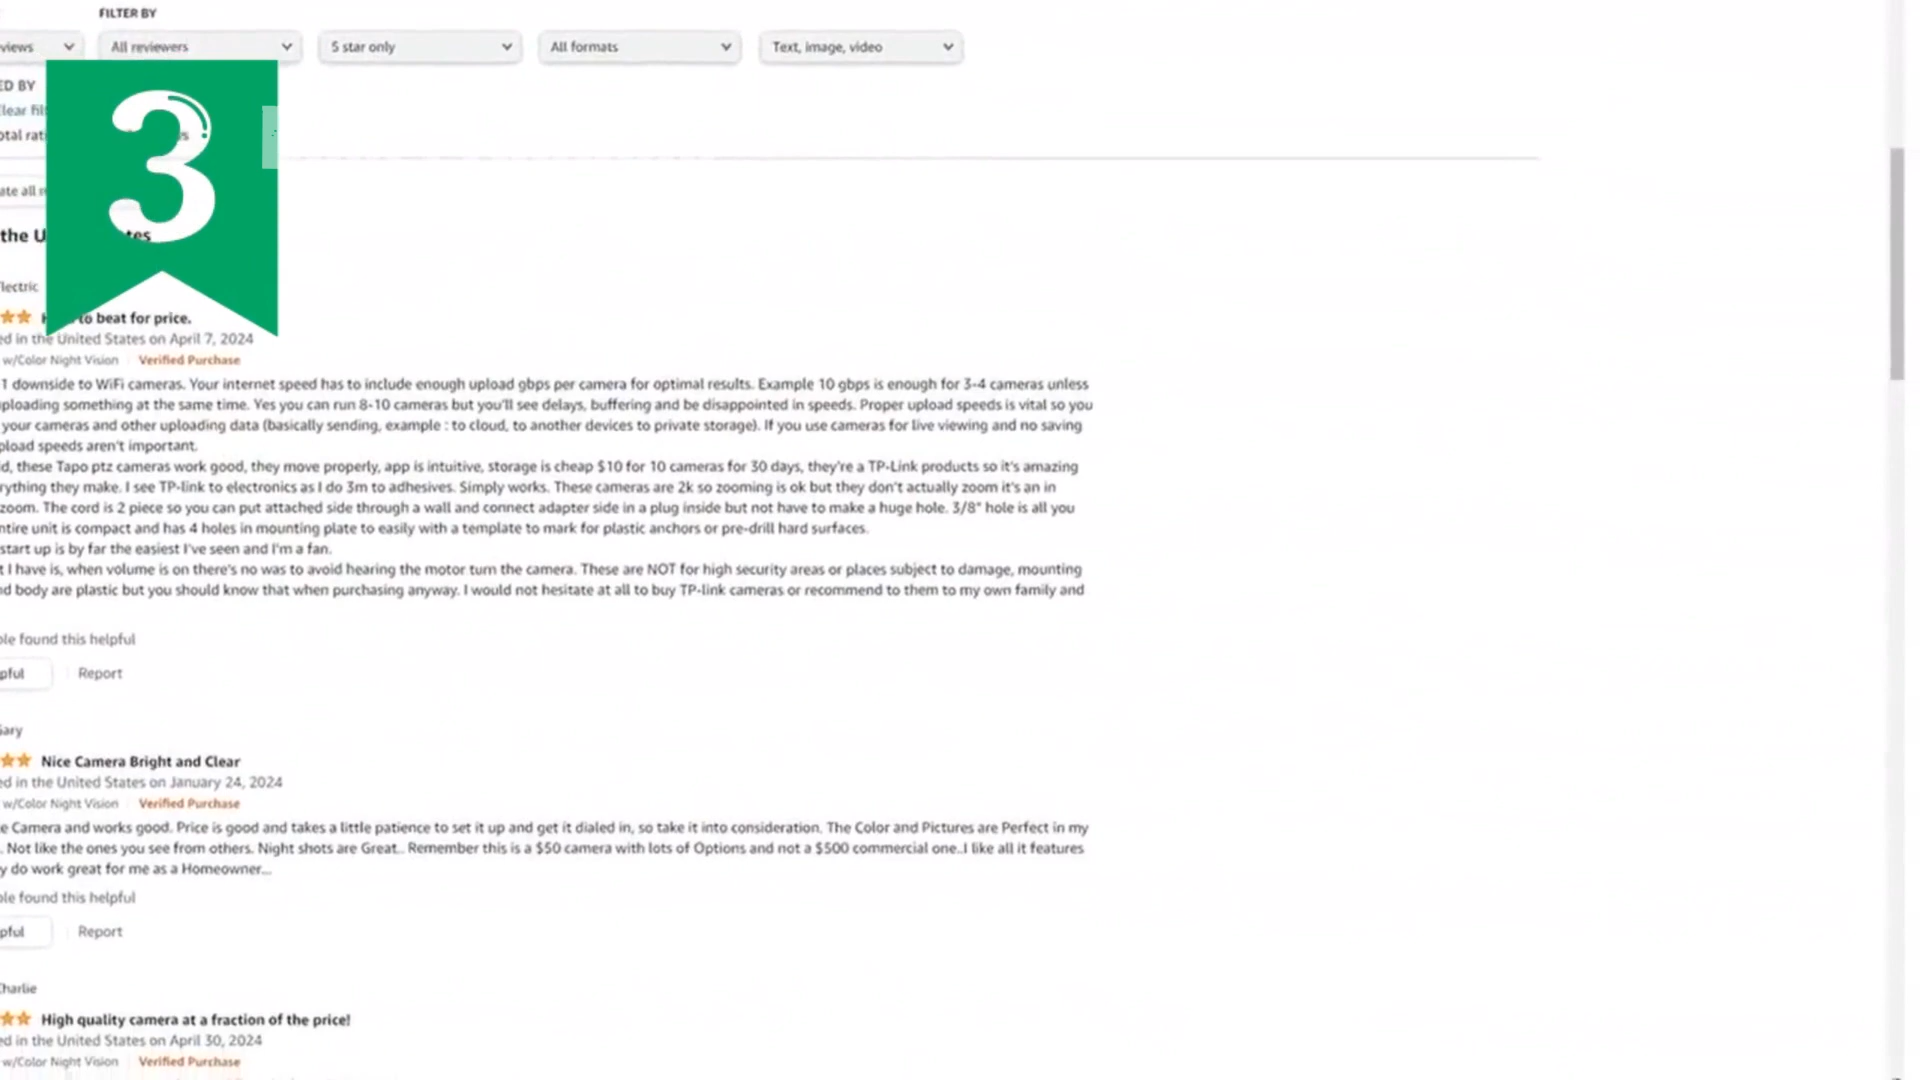 FILTER BY
views
All reviewers
5 star only
All formats
Text, image, video
ED BY
lear fil
3
otal rati
s
ate all r
the U
tes
lectric
to beat for price.
ed in the United States on April 7, 2024
w/Color Night Vision Verified Purchase
1 downside to WiFi cameras. Your internet speed has to include enough upload gbps per camera for optimal results. Example 10 gbps is enough for 3-4 cameras unless
ploading something at the same time. Yes you can run 8-10 cameras but you'll see delays, buffering and be disappointed in speeds. Proper upload speeds is vital so you
your cameras and other uploading data (basically sending, example : to cloud, to another devices to private storage). If you use cameras for live viewing and no saving
pload speeds aren't important.
d, these Tapo ptz cameras work good, they move properly, app is intuitive, storage is cheap $10 for 10 cameras for 30 days, they're a TP-Link products so it's amazing
rything they make. I see TP-link to electronics as I do 3m to adhesives. Simply works. These cameras are 2k so zooming is ok but they don't actually zoom it's an in
zoom. The cord is 2 piece so you can put attached side through a wall and connect adapter side in a plug inside but not have to make a huge hole. 3/8" hole is all you
ntire unit is compact and has 4 holes in mounting plate to easily with a template to mark for plastic anchors or pre-drill hard surfaces.
start up is by far the easiest I've seen and I'm a fan.
t I have is, when volume is on there's no was to avoid hearing the motor turn the camera. These are NOT for high security areas or places subject to damage, mounting
d body are plastic but you should know that when purchasing anyway. I would not hesitate at all to buy TP-link cameras or recommend to them to my own family and
ple found this helpful
pful
Report
Gary
Nice Camera Bright and Clear
ed in the United States on January 24, 2024
w/Color Night Vision Verified Purchase
e Camera and works good. Price is good and takes a little patience to set it up and get it dialed in, so take it into consideration. The Color and Pictures are Perfect in my
. Not like the ones you see from others. Night shots are Great.. Remember this is a $50 camera with lots of Options and not a $500 commercial one..I like all it features
y do work great for me as a Homeowner...
ple found this helpful
pful
Report
Charlie
High quality camera at a fraction of the price!
ed in the United States on April 30, 2024
w/Color Night Vision Verified Purchase